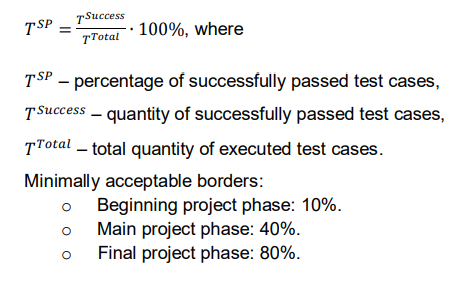 T^SP = T^Success / T^Total · 100%, where
T^SP – percentage of successfully passed test cases,
T^Success – quantity of successfully passed test cases,
T^Total – total quantity of executed test cases.
Minimally acceptable borders:
o Beginning project phase: 10%.
o Main project phase: 40%.
o Final project phase: 80%.